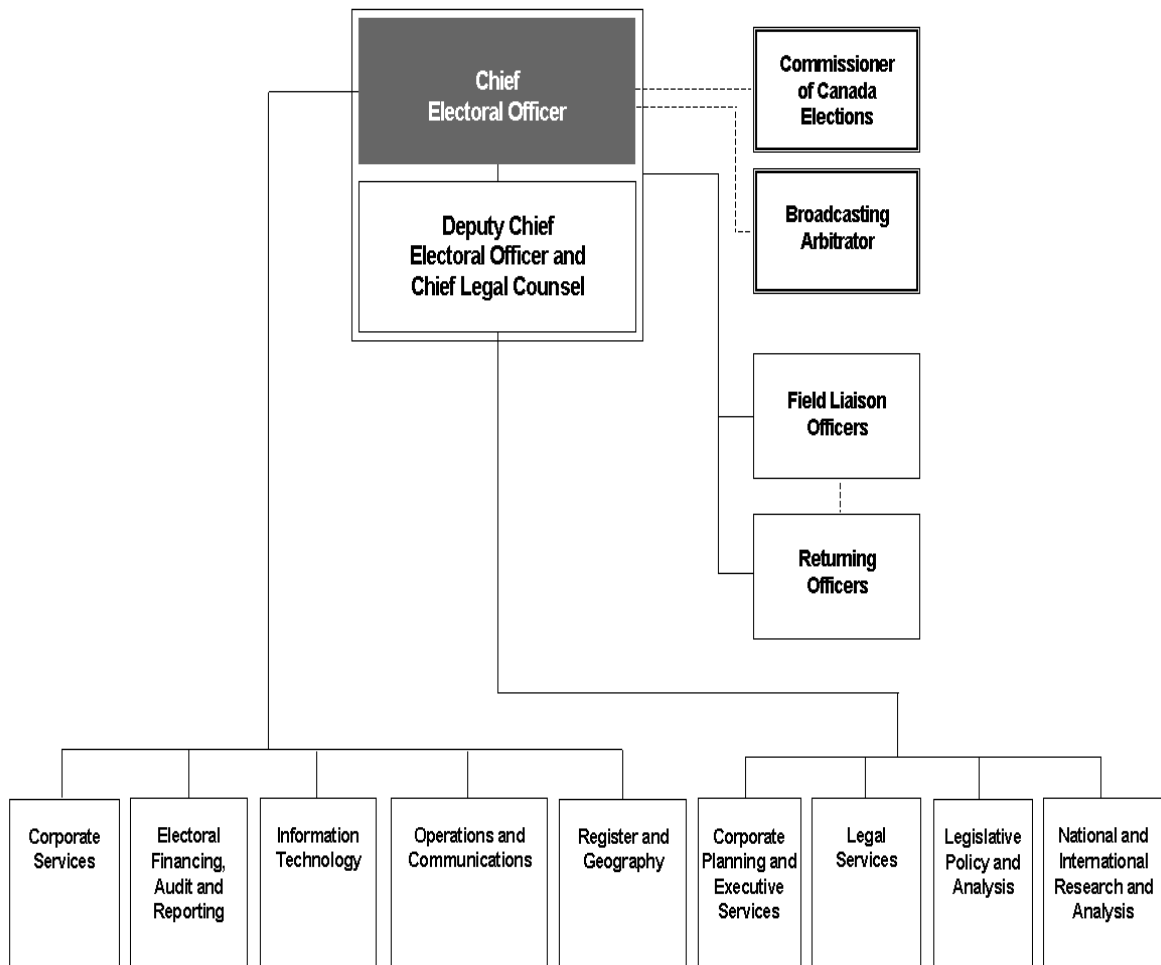 Chief
Electoral Officer
Commissioner
of Canada
Elections
Deputy Chief
Electoral Officer and
Chief Legal Counsel
Broadcasting
Arbitrator
Field Liaison
Officers
Returning
Officers
Corporate
Services
Electoral
Financing,
Audit and
Reporting
Information
Technology
Operations and
Communications
Register and
Geography
Corporate
Planning and
Executive
Services
Legal
Services
Legislative
Policy and
Analysis
National and
International
Research and
Analysis